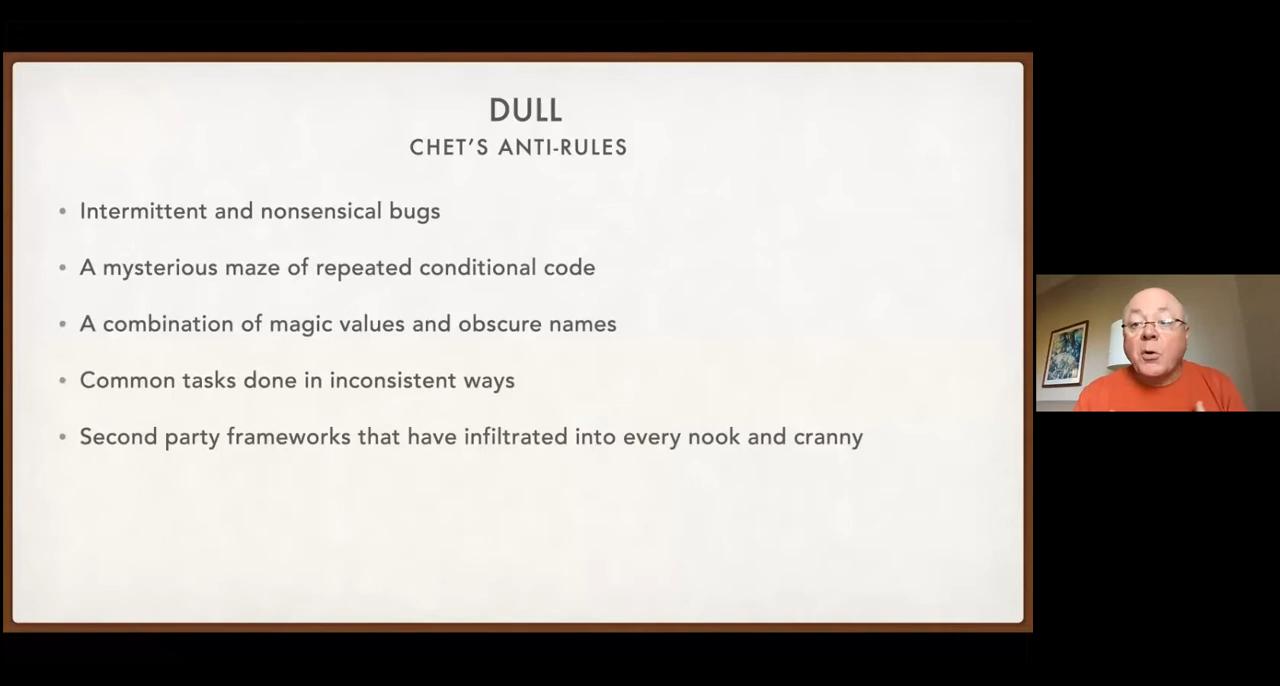 DULL
CHET’S ANTI-RULES
• Intermittent and nonsensical bugs
• A mysterious maze of repeated conditional code
• A combination of magic values and obscure names
• Common tasks done in inconsistent ways
• Second party frameworks that have infiltrated into every nook and cranny